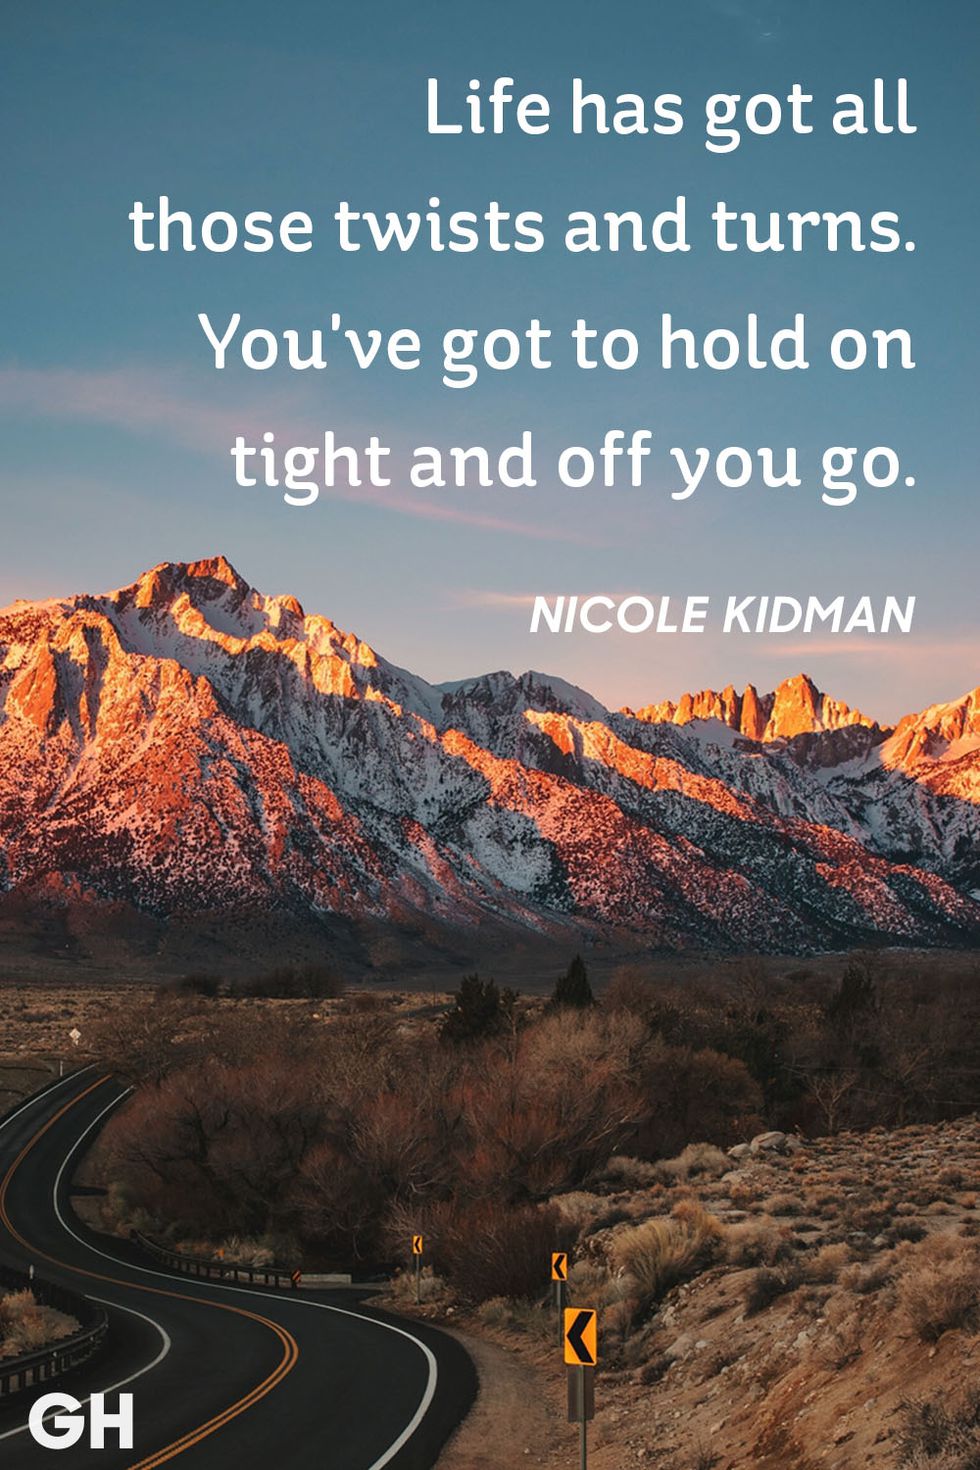 Life has got all
those twists and turns.
You've got to hold on
tight and off you go.
NICOLE KIDMAN
GH